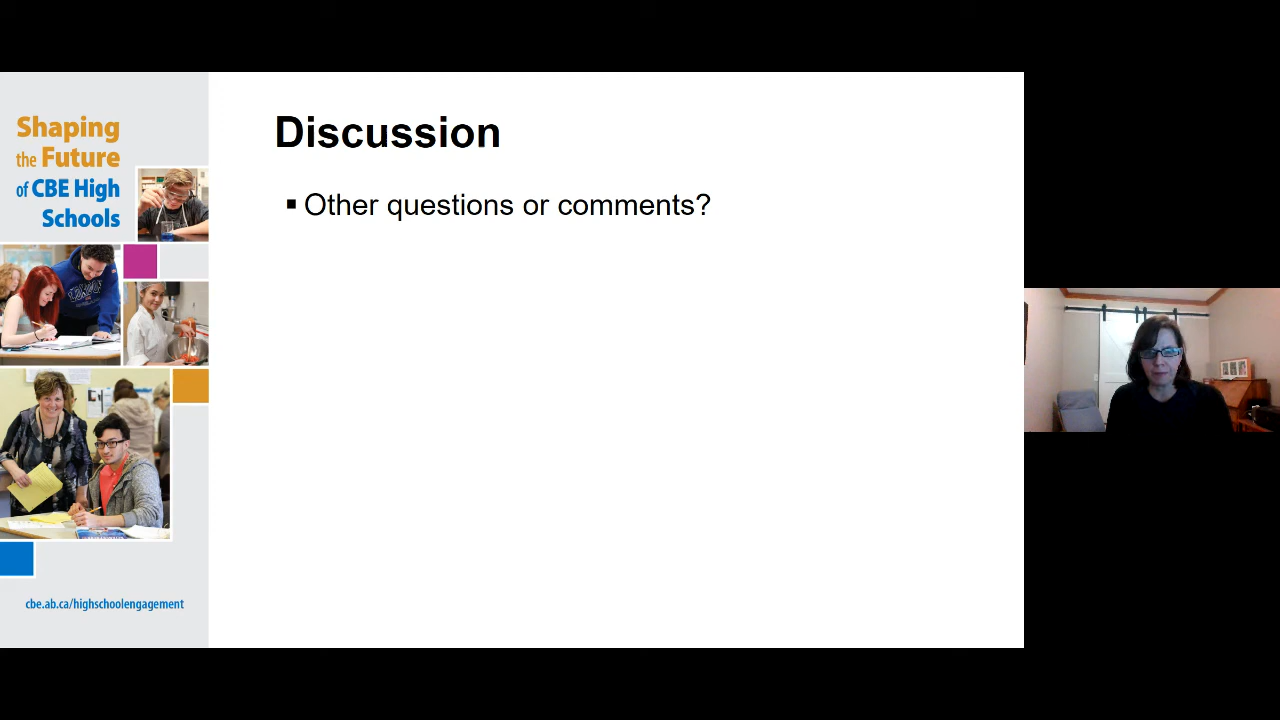 Shaping
the Future
of CBE High
Schools
Discussion
▪ Other questions or comments?
cbe.ab.ca/highschoolengagement